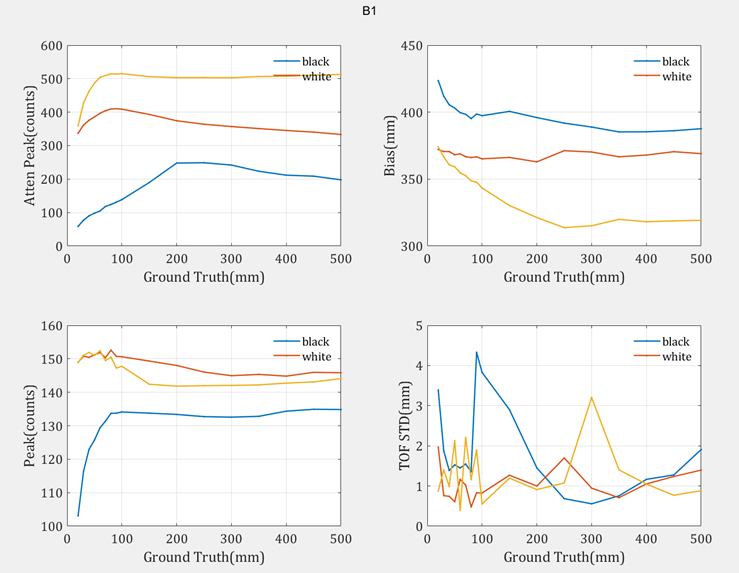 B1
600
500
400
300
200
100
0
0 100 200 300 400 500
Atten Peak(counts)
Ground Truth(mm)
black
white
450
400
350
300
0 100 200 300 400 500
Bias(mm)
Ground Truth(mm)
black
white
160
150
140
130
120
110
100
0 100 200 300 400 500
Peak(counts)
Ground Truth(mm)
black
white
5
4
3
2
1
0
0 100 200 300 400 500
TOF STD(mm)
Ground Truth(mm)
black
white